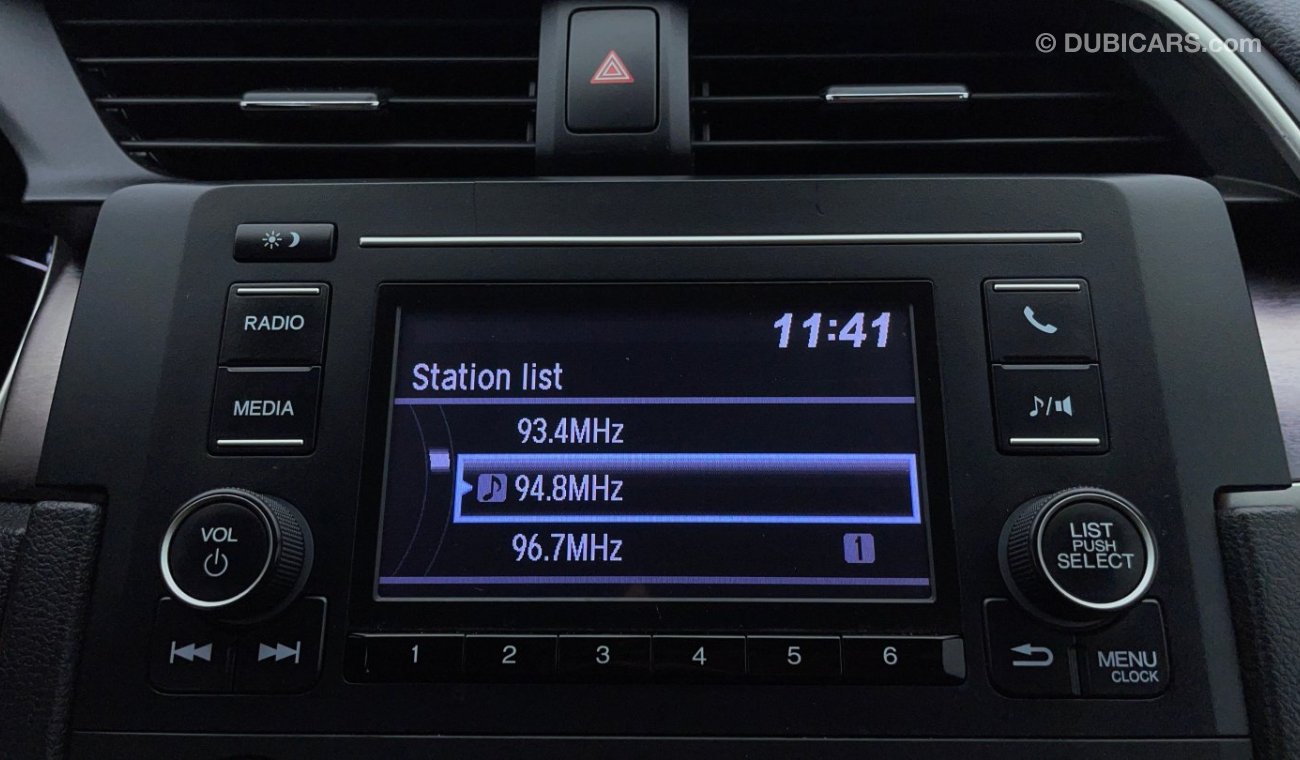 © DUBICARS.com
RADIO
MEDIA
11:41
Station list
93.4MHz
94.8MHz
96.7MHz 1
VOL
LIST
PUSH
SELECT
1 2 3 4 5 6
MENU
CLOCK